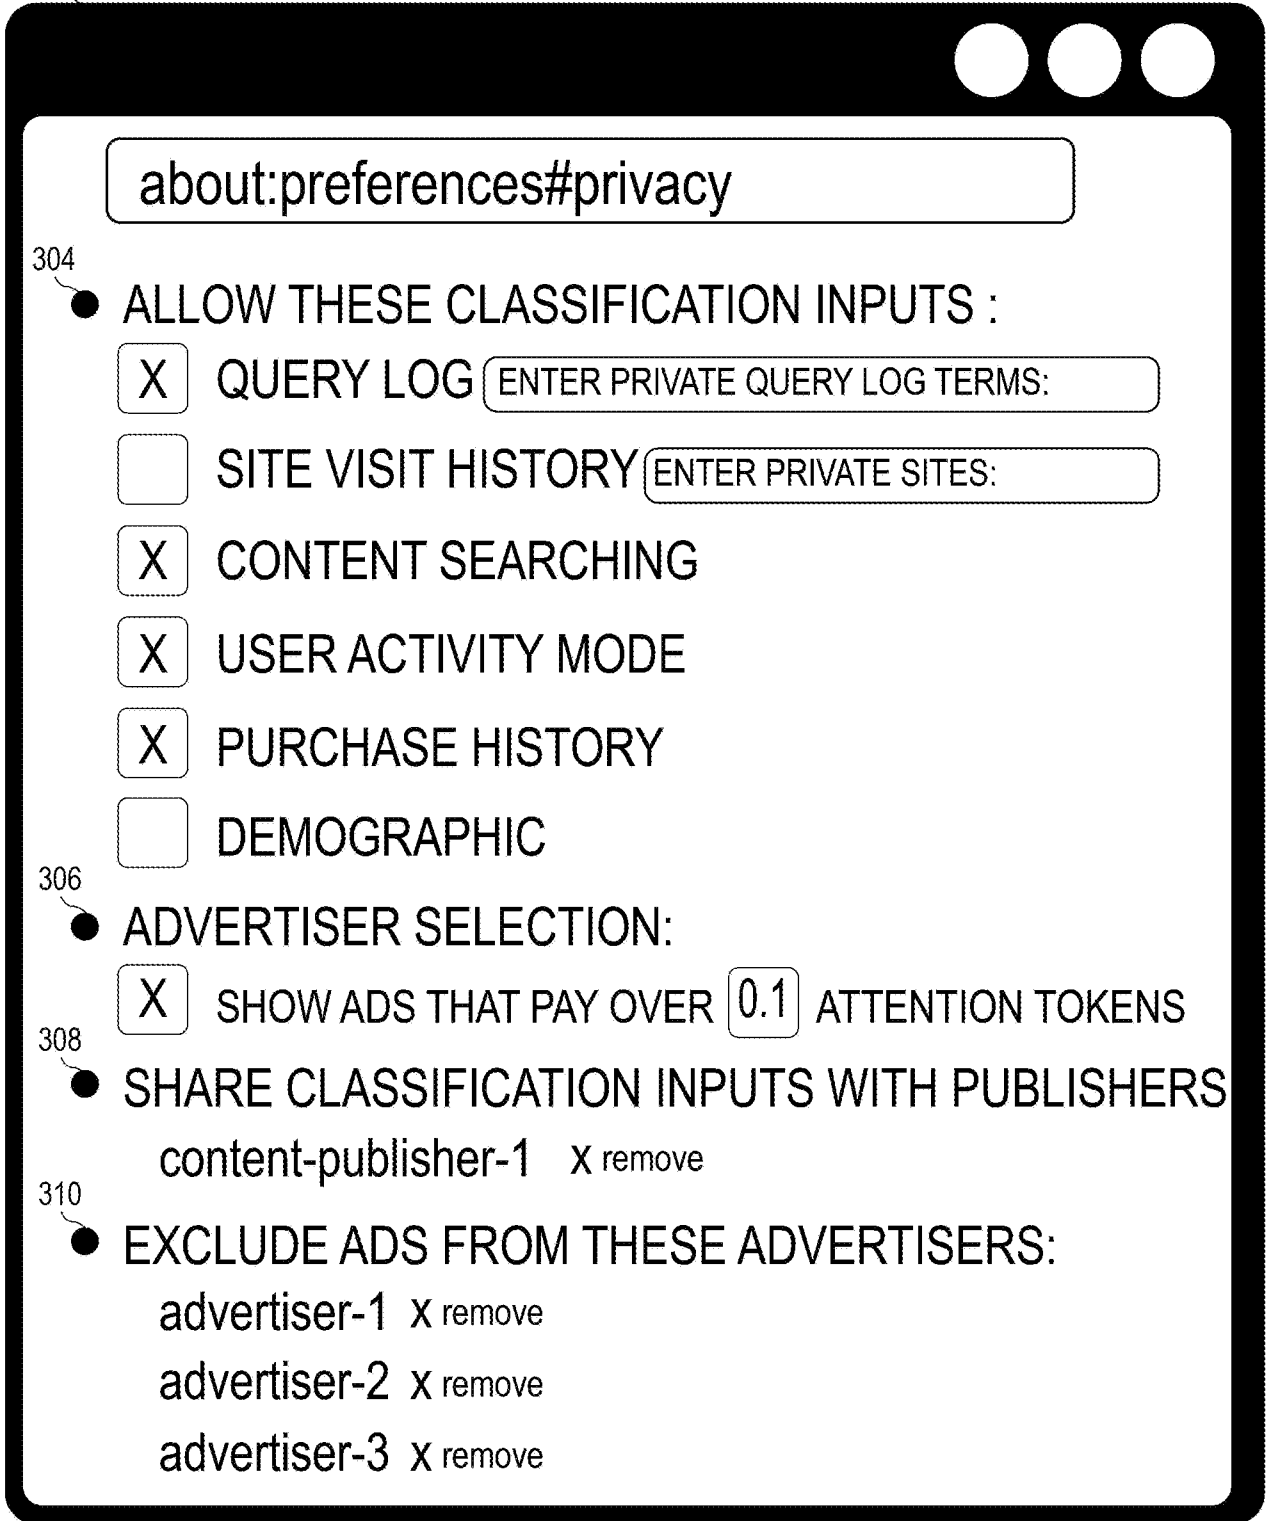 about:preferences#privacy
304
ALLOW THESE CLASSIFICATION INPUTS :
X QUERY LOG ENTER PRIVATE QUERY LOG TERMS:
SITE VISIT HISTORY ENTER PRIVATE SITES:
X CONTENT SEARCHING
X USER ACTIVITY MODE
X PURCHASE HISTORY
DEMOGRAPHIC
306
ADVERTISER SELECTION:
X SHOW ADS THAT PAY OVER 0.1 ATTENTION TOKENS
308
SHARE CLASSIFICATION INPUTS WITH PUBLISHERS
content-publisher-1 X remove
310
EXCLUDE ADS FROM THESE ADVERTISERS:
advertiser-1 X remove
advertiser-2 X remove
advertiser-3 X remove